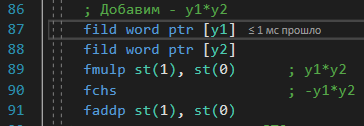 86 ; Добавим - y1*y2
87 fild word ptr [y1] ≤ 1 мс прошло
88 fild word ptr [y2]
89 fmulp st(1), st(0) ; y1*y2
90 fchs ; -y1*y2
91 faddp st(1), st(0)